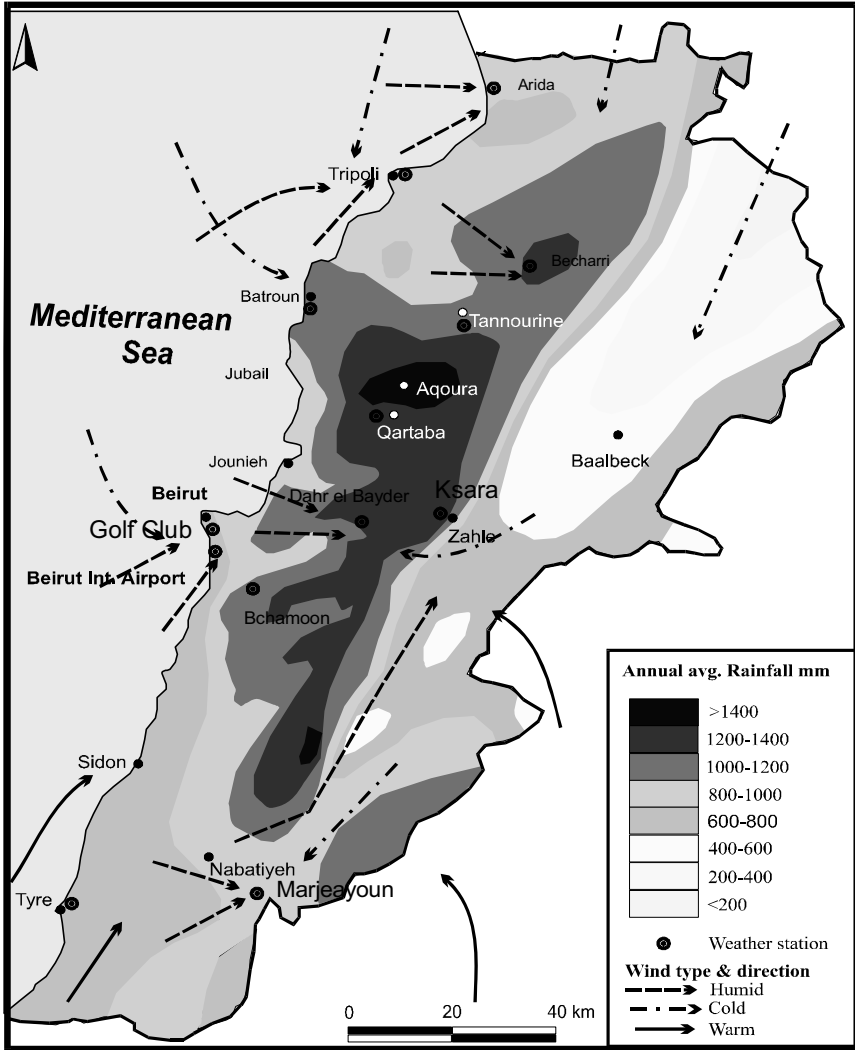 Arida
Tripoli
Becharri
Batroun
Mediterranean
Sea
Tannourine
Jubail
Aqoura
Qartaba
Baalbeck
Jounieh
Beirut
Dahr el Bayder
Ksara
Golf Club
Zahle
Beirut Int. Airport
Bchamoon
Sidon
Nabatiyeh
Marjeayoun
Tyre
Annual avg. Rainfall mm
>1400
1200-1400
1000-1200
800-1000
600-800
400-600
200-400
<200
Weather station
Wind type & direction
Humid
Cold
Warm
0 20 40 km